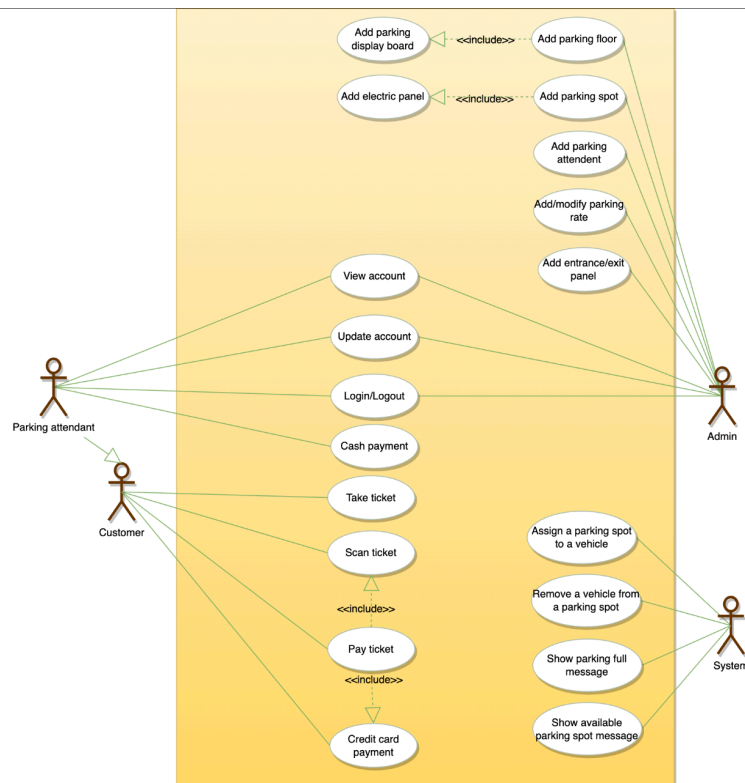 Add parking
display board
<<include>>
Add parking floor
Add electric panel
<<include>>
Add parking spot
Add parking
attendent
Add/modify parking
rate
Add entrance/exit
panel
View account
Update account
Login/Logout
Cash payment
Parking attendant
Admin
Take ticket
Customer
Scan ticket
Assign a parking spot
to a vehicle
<<include>>
Remove a vehicle from
a parking spot
Pay ticket
Show parking full
message
System
<<include>>
Show available
parking spot message
Credit card
payment